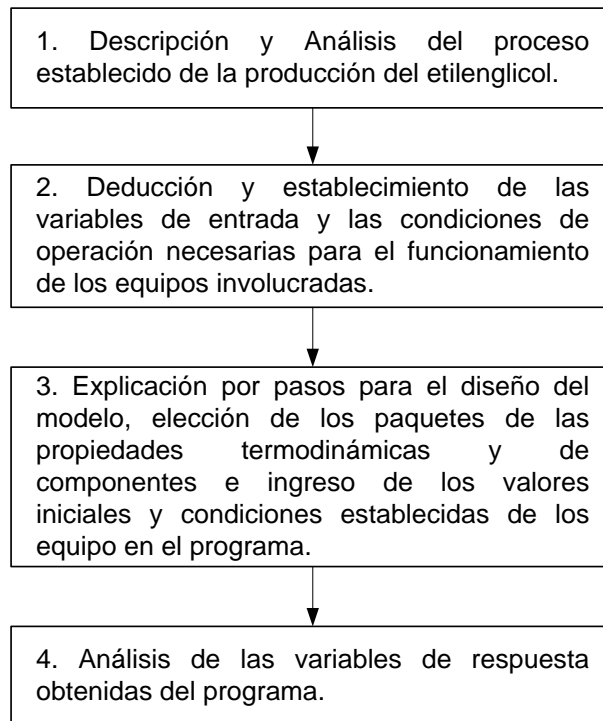 1. Descripción y Análisis del proceso
establecido de la producción del etilenglicol.
2. Deducción y establecimiento de las
variables de entrada y las condiciones de
operación necesarias para el funcionamiento
de los equipos involucradas.
3. Explicación por pasos para el diseño del
modelo, elección de los paquetes de las
propiedades termodinámicas y de
componentes e ingreso de los valores
iniciales y condiciones establecidas de los
equipo en el programa.
4. Análisis de las variables de respuesta
obtenidas del programa.